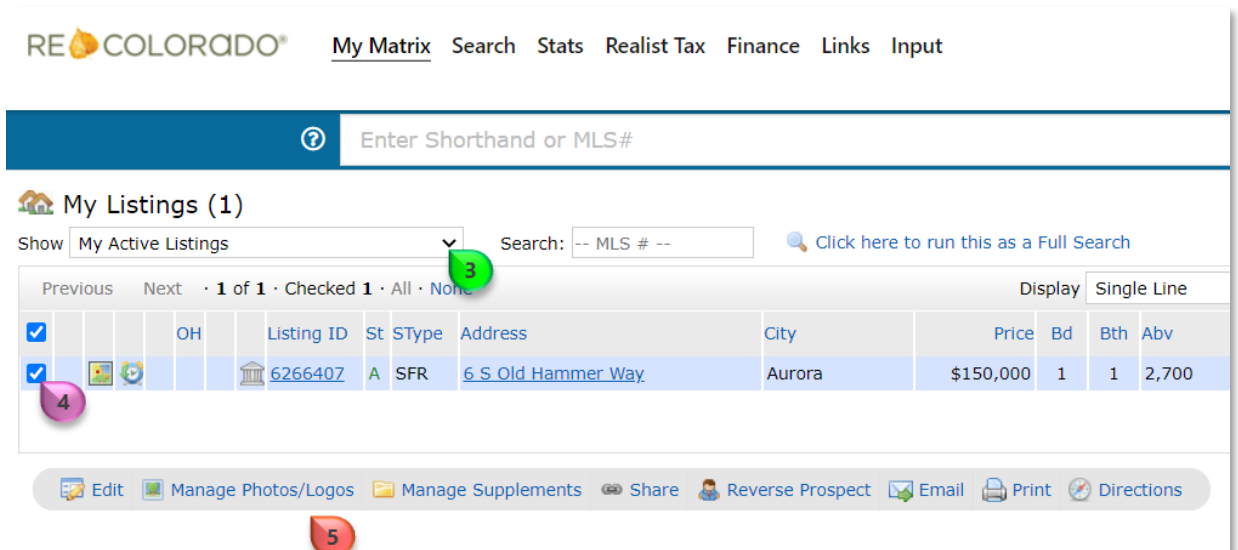 RE COLORADO® My Matrix Search Stats Realist Tax Finance Links Input
Enter Shorthand or MLS#
My Listings (1)
Show My Active Listings Search: -- MLS # -- Click here to run this as a Full Search
3
Previous Next · 1 of 1 · Checked 1 · All · None Display Single Line
OH Listing ID St SType Address City Price Bd Bth Abv
6266407 A SFR 6 S Old Hammer Way Aurora $150,000 1 1 2,700
4
Edit Manage Photos/Logos Manage Supplements Share Reverse Prospect Email Print Directions
5